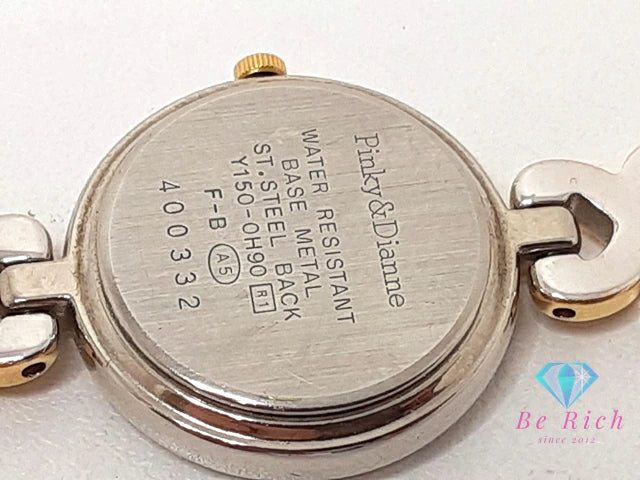 Pinky&Dianne
WATER RESISTANT
BASE METAL
ST.STEEL BACK
Y150-0H90 R1
F-B A5
400332
Be Rich
since 2012